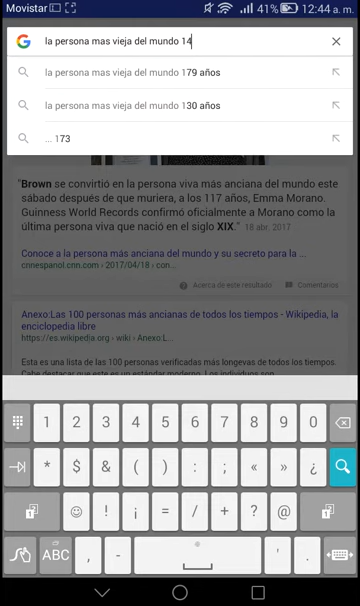 Movistar 41% 12:44 a. m.
la persona mas vieja del mundo 14
la persona mas vieja del mundo 179 años
la persona mas vieja del mundo 130 años
... 173
"Brown se convirtió en la persona viva más anciana del mundo este
sábado después de que muriera, a los 117 años, Emma Morano.
Guinness World Records confirmó oficialmente a Morano como la
última persona viva que nació en el siglo XIX." 18 abr. 2017
Conoce a la persona más anciana del mundo y su secreto para la ...
cnnespanol.cnn.com › 2017/04/18 › con...
Acerca de este resultado Comentarios
Anexo:Las 100 personas más ancianas de todos los tiempos - Wikipedia, la
enciclopedia libre
https://es.wikipedia.org › wiki › Anexo:L...
Esta es una lista de las 100 personas verificadas más longevas de todos los tiempos.
Cabe destacar que este es un estándar moderno. Los individuos son
1 2 3 4 5 6 7 8 9 0
* $ & ( ) : ; « » ¿
1 ! ¡ = / + ? @ 1
ABC , - ' .